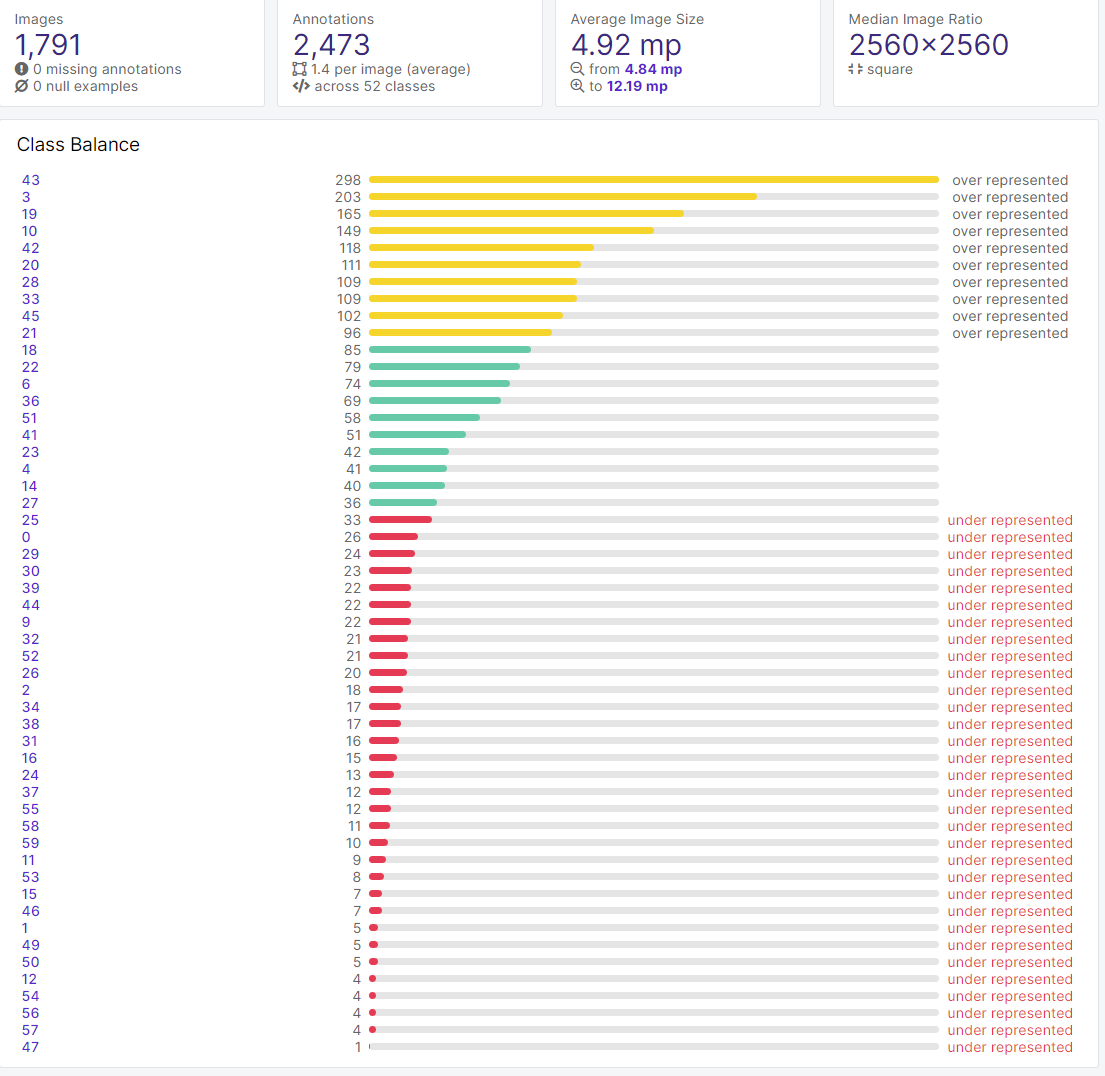 Images
1,791
0 missing annotations
0 null examples
Annotations
2,473
1.4 per image (average)
across 52 classes
Average Image Size
4.92 mp
from 4.84 mp
to 12.19 mp
Median Image Ratio
2560×2560
square
Class Balance
43 298 over represented
3 203 over represented
19 165 over represented
10 149 over represented
42 118 over represented
20 111 over represented
28 109 over represented
33 109 over represented
45 102 over represented
21 96 over represented
18 85
22 79
6 74
36 69
51 58
41 51
23 42
4 41
14 40
27 36
25 33 under represented
0 26 under represented
29 24 under represented
30 23 under represented
39 22 under represented
44 22 under represented
9 22 under represented
32 21 under represented
52 21 under represented
26 20 under represented
2 18 under represented
34 17 under represented
38 17 under represented
31 16 under represented
16 15 under represented
24 13 under represented
37 12 under represented
55 12 under represented
58 11 under represented
59 10 under represented
11 9 under represented
53 8 under represented
15 7 under represented
46 7 under represented
1 5 under represented
49 5 under represented
50 5 under represented
12 4 under represented
54 4 under represented
56 4 under represented
57 4 under represented
47 1 under represented